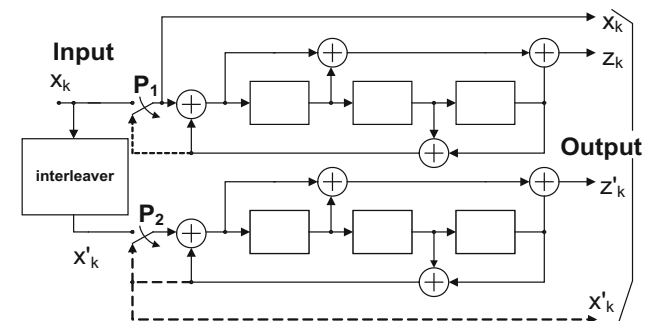 x_k
Input
P_1
x_k
z_k
Output
interleaver
z'_k
P_2
x'_k
x'_k